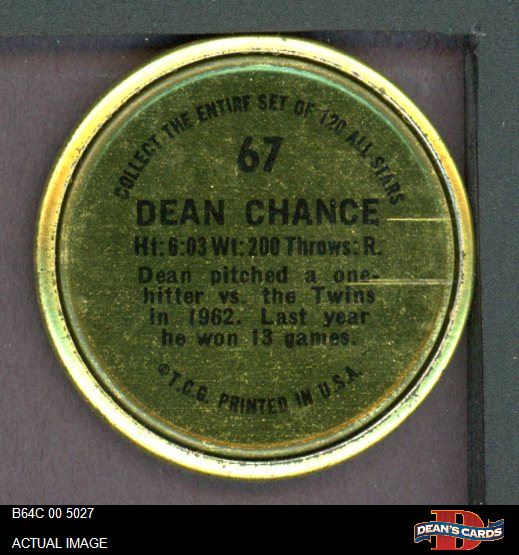 COLLECT THE ENTIRE SET OF 120 ALL STARS
67
DEAN CHANCE
Ht: 6:03 Wt: 200 Throws: R.
Dean pitched a one-
hitter vs. the Twins
in 1962. Last year
he won 13 games.
©T.C.G. PRINTED IN U.S.A.
B64C 00 5027
ACTUAL IMAGE
D
DEAN'S CARDS